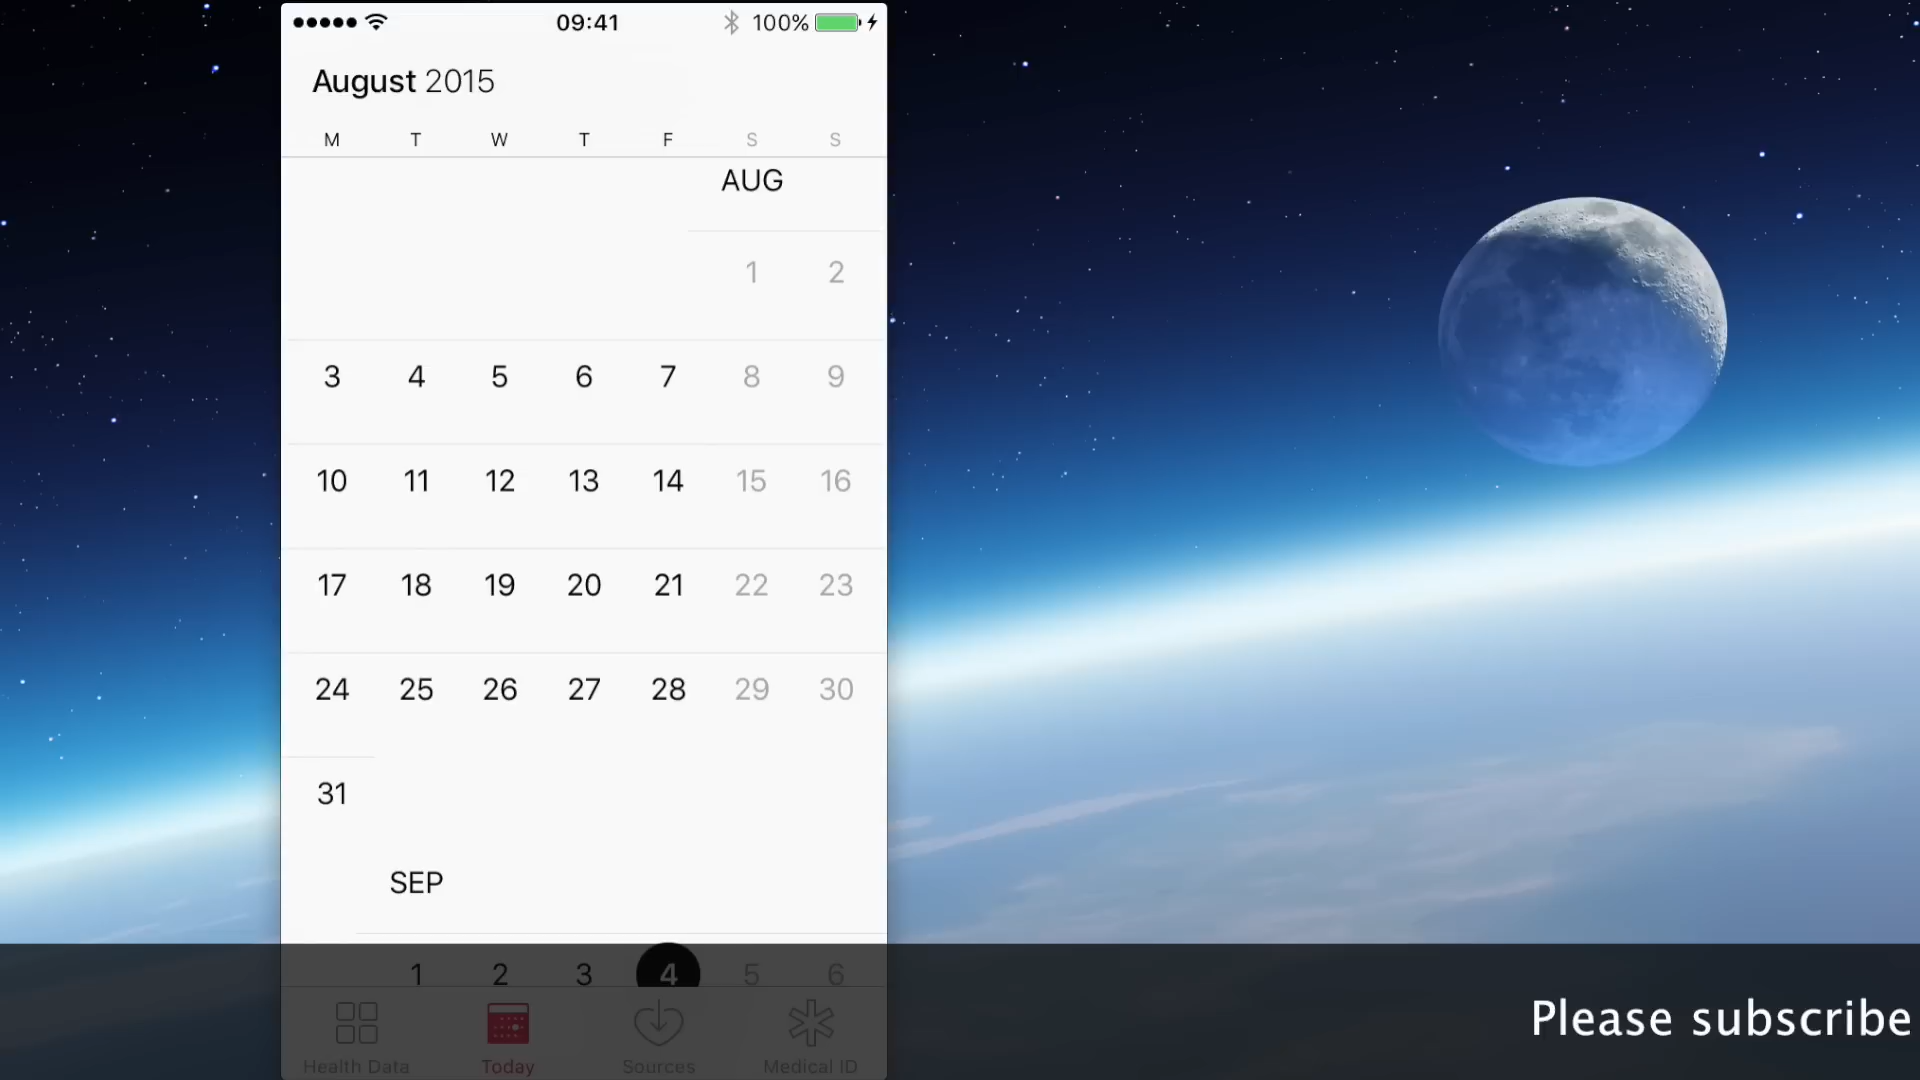 09:41
100%
August 2015
M T W T F S S
AUG
1 2
3 4 5 6 7 8 9
10 11 12 13 14 15 16
17 18 19 20 21 22 23
24 25 26 27 28 29 30
31
SEP
1 2 3 4 5 6
Health Data Today Sources Medical ID
Please subscribe